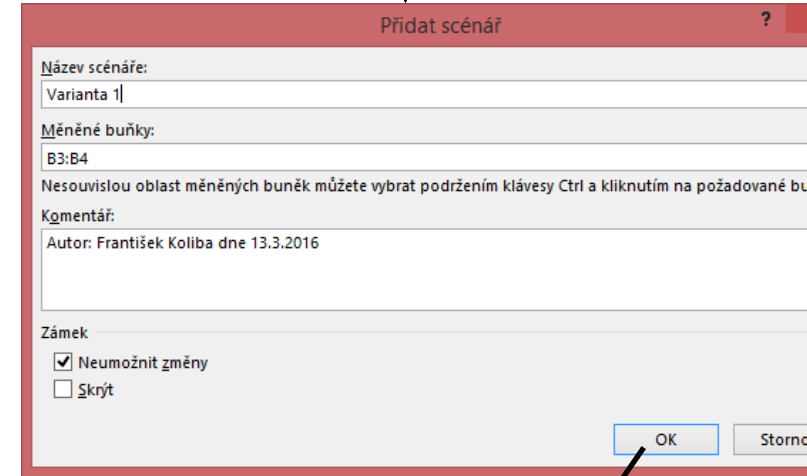 Přidat scénář
?
Název scénáře:
Varianta 1
Měněné buňky:
B3:B4
Nesouvislou oblast měněných buněk můžete vybrat podržením klávesy Ctrl a kliknutím na požadované bu
Komentář:
Autor: František Koliba dne 13.3.2016
Zámek
Neumožnit změny
Skrýt
OK
Storno